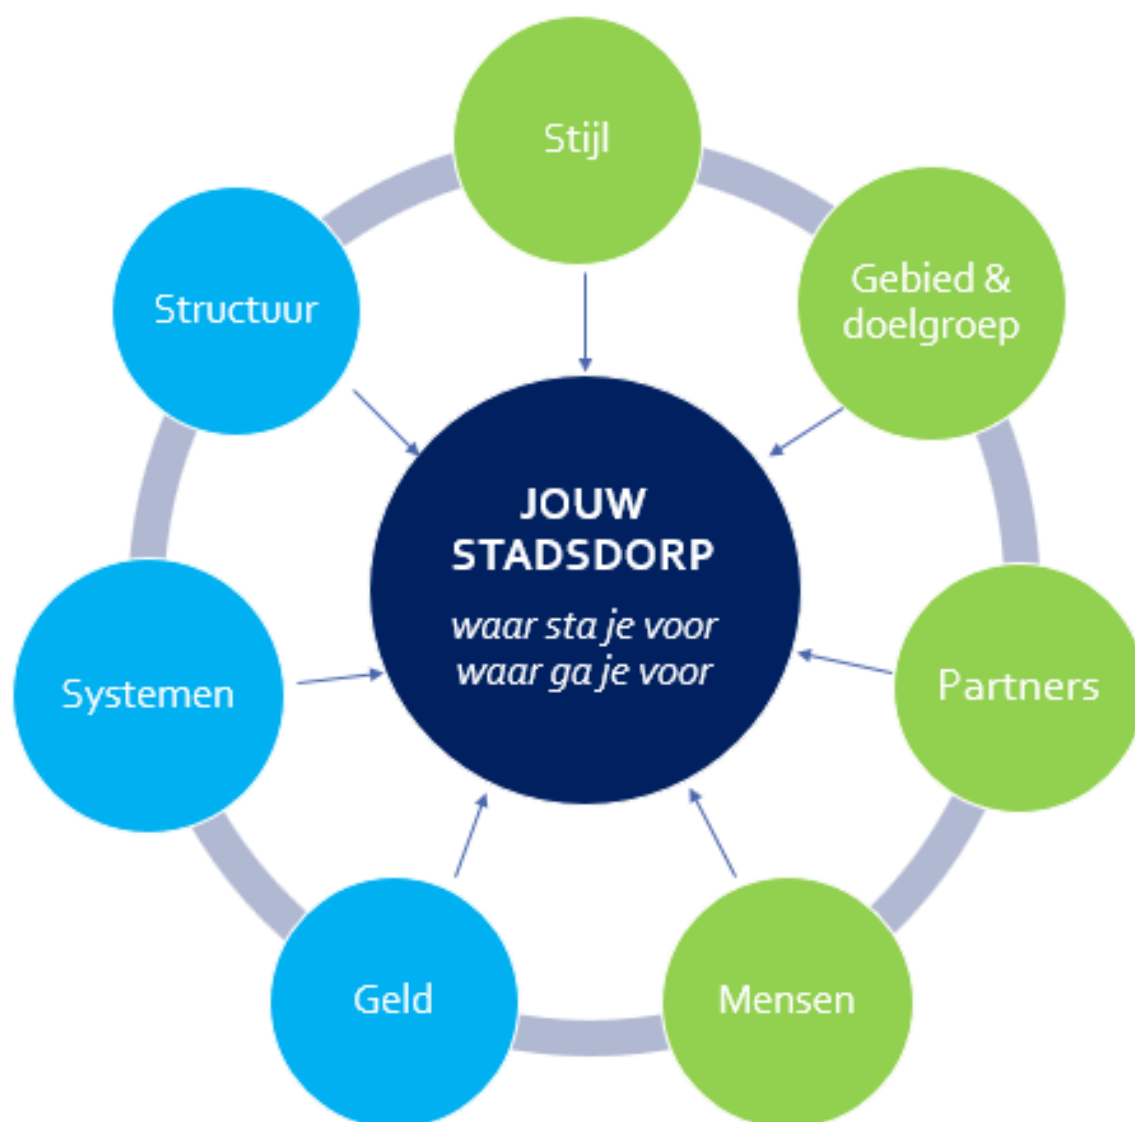 Stijl
Gebied &
doelgroep
Structuur
JOUW
STADSDORP
waar sta je voor
waar ga je voor
Systemen
Partners
Geld
Mensen